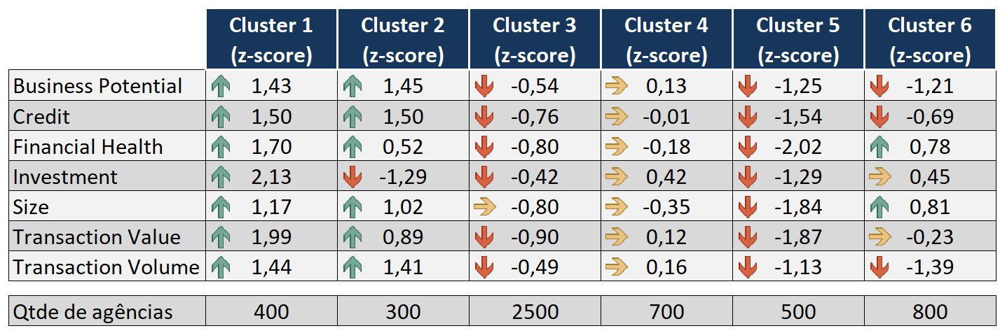 Cluster 1 Cluster 2 Cluster 3 Cluster 4 Cluster 5 Cluster 6
(z-score) (z-score) (z-score) (z-score) (z-score) (z-score)
Business Potential 1,43 1,45 -0,54 0,13 -1,25 -1,21
Credit 1,50 1,50 -0,76 -0,01 -1,54 -0,69
Financial Health 1,70 0,52 -0,80 -0,18 -2,02 0,78
Investment 2,13 -1,29 -0,42 0,42 -1,29 0,45
Size 1,17 1,02 -0,80 -0,35 -1,84 0,81
Transaction Value 1,99 0,89 -0,90 0,12 -1,87 -0,23
Transaction Volume 1,44 1,41 -0,49 0,16 -1,13 -1,39
Qtde de agências 400 300 2500 700 500 800